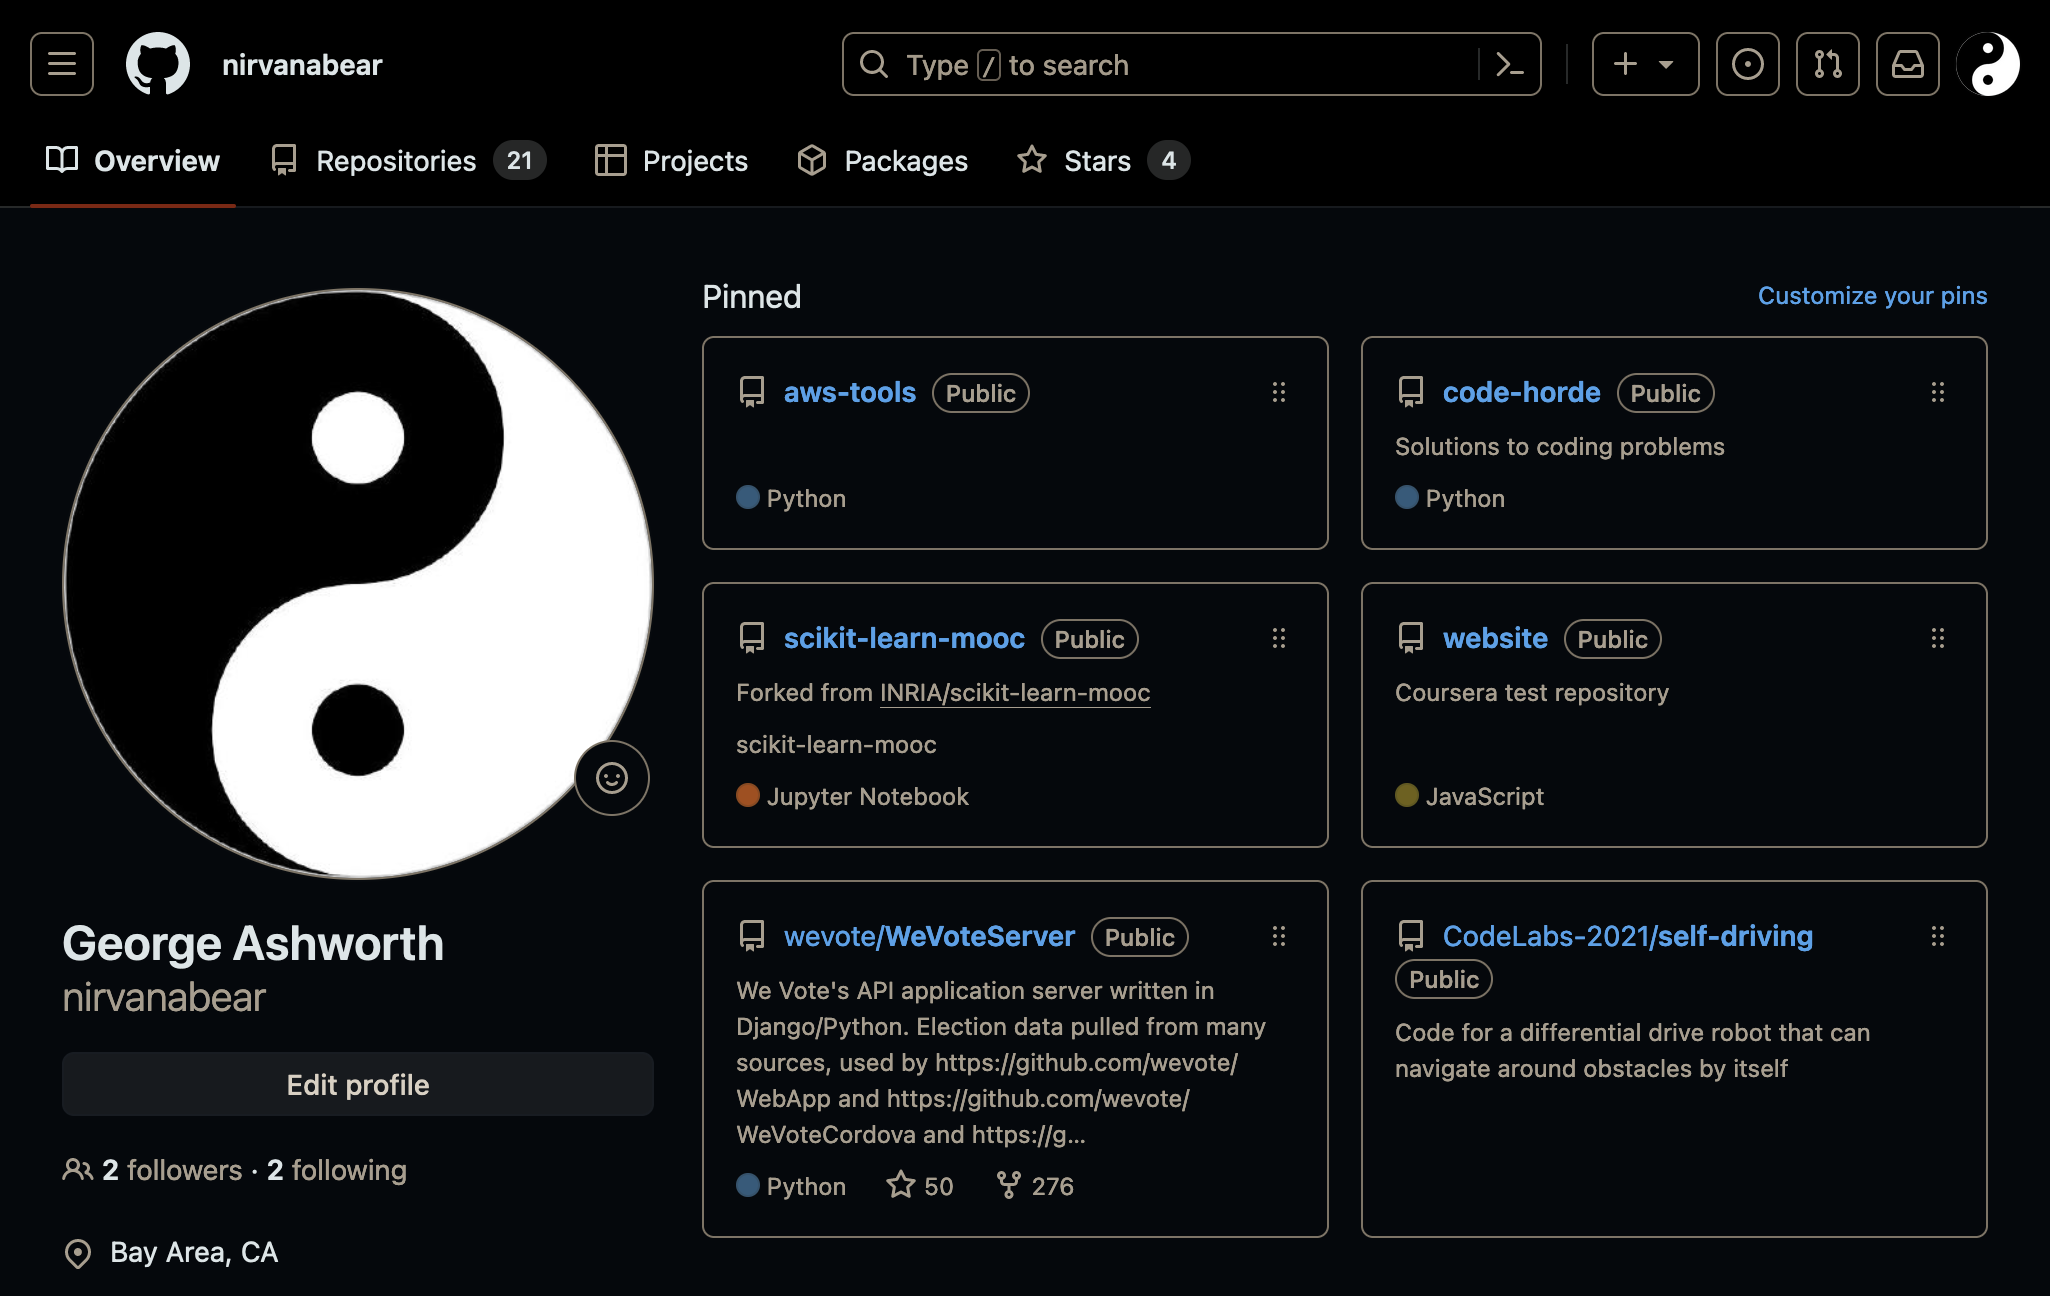 nirvanabear
Type / to search
Overview
Repositories 21
Projects
Packages
Stars 4
George Ashworth
nirvanabear
Edit profile
2 followers · 2 following
Bay Area, CA
Pinned
Customize your pins
aws-tools Public
Python
code-horde Public
Solutions to coding problems
Python
scikit-learn-mooc Public
Forked from INRIA/scikit-learn-mooc
scikit-learn-mooc
Jupyter Notebook
website Public
Coursera test repository
JavaScript
wevote/WeVoteServer Public
We Vote's API application server written in
Django/Python. Election data pulled from many
sources, used by https://github.com/wevote/
WebApp and https://github.com/wevote/
WeVoteCordova and https://g...
Python 50 276
CodeLabs-2021/self-driving
Public
Code for a differential drive robot that can
navigate around obstacles by itself